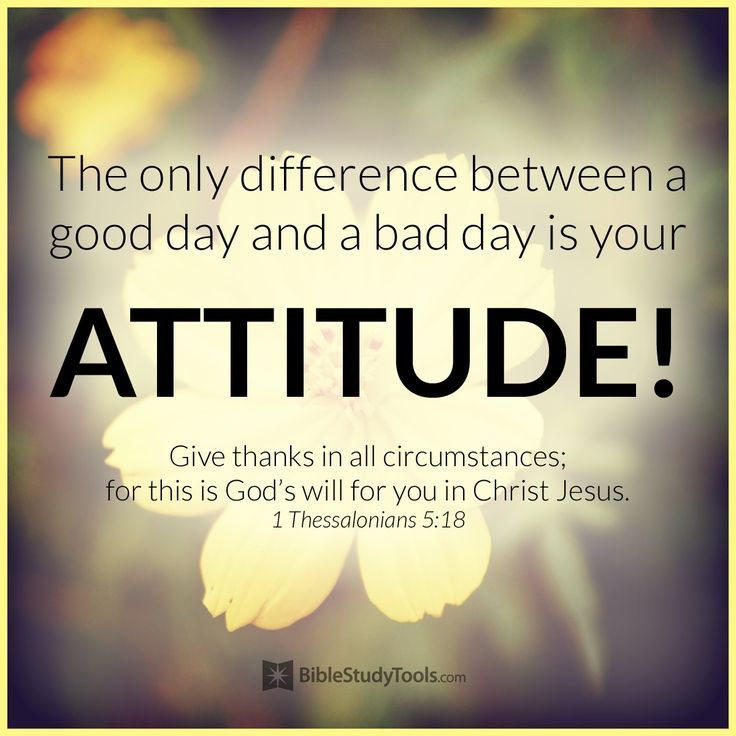 The only difference between a
good day and a bad day is your
ATTITUDE!
Give thanks in all circumstances;
for this is God’s will for you in Christ Jesus.
1 Thessalonians 5:18
BIBLESTUDYTOOLS.com